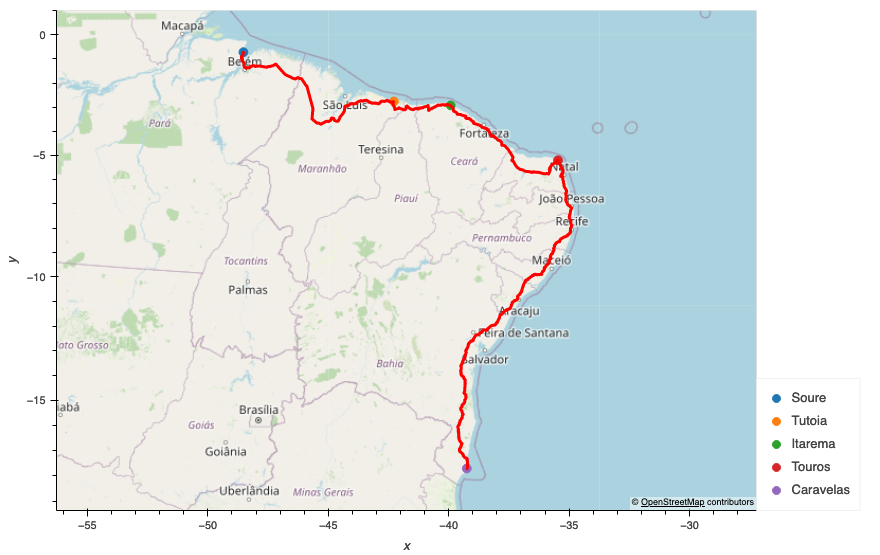 Macapá
0
Belém
São Luís
Pará
Fortaleza
−5
Teresina
Natal
Maranhão
Ceará
Piauí
João Pessoa
Recife
Pernambuco
Tocantins
Maceió
−10
Palmas
Aracaju
Feira de Santana
ato Grosso
Salvador
Bahia
−15
iabá
Brasília
Goiás
Goiânia
Uberlândia
Minas Gerais
y
Soure
Tutoia
Itarema
Touros
Caravelas
© OpenStreetMap contributors
−55 −50 −45 −40 −35 −30
x